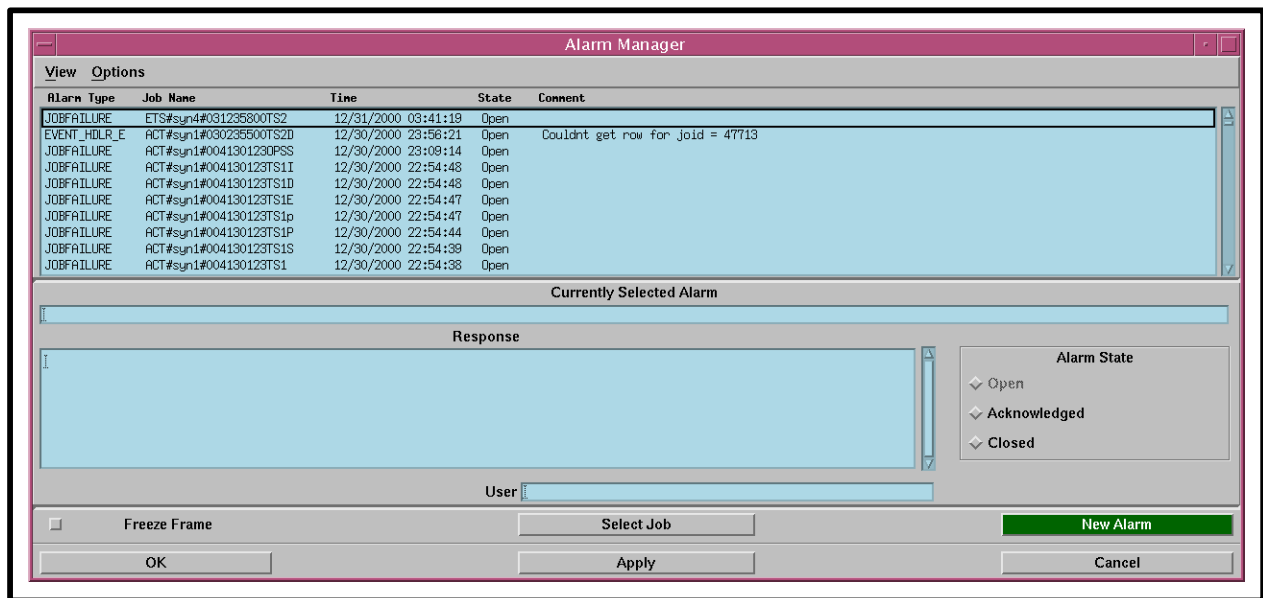 Alarm Manager
View Options
Alarm Type Job Name Time State Comment
JOBFAILURE ETS#syn4#031235800TS2 12/31/2000 03:41:19 Open
EVENT_HDLR_E ACT#syn1#030235500TS2D 12/30/2000 23:56:21 Open Couldnt get row for joid = 47713
JOBFAILURE ACT#syn1#004130123OPSS 12/30/2000 23:09:14 Open
JOBFAILURE ACT#syn1#004130123TS1I 12/30/2000 22:54:48 Open
JOBFAILURE ACT#syn1#004130123TS1D 12/30/2000 22:54:48 Open
JOBFAILURE ACT#syn1#004130123TS1E 12/30/2000 22:54:47 Open
JOBFAILURE ACT#syn1#004130123TS1p 12/30/2000 22:54:47 Open
JOBFAILURE ACT#syn1#004130123TS1P 12/30/2000 22:54:44 Open
JOBFAILURE ACT#syn1#004130123TS1S 12/30/2000 22:54:39 Open
JOBFAILURE ACT#syn1#004130123TS1 12/30/2000 22:54:38 Open
Currently Selected Alarm
Response
Alarm State
Open
Acknowledged
Closed
User
Freeze Frame Select Job New Alarm
OK Apply Cancel